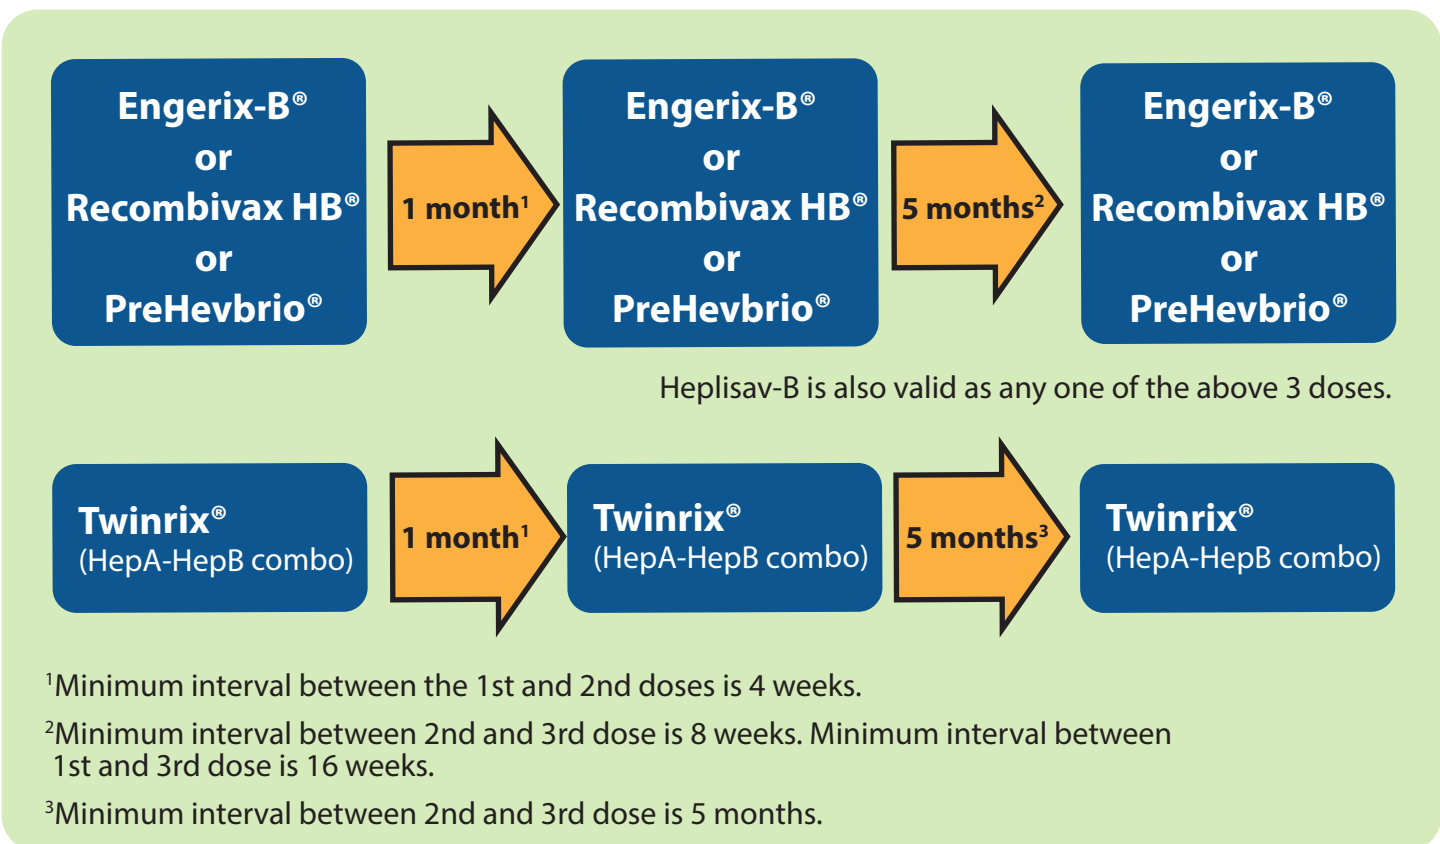 Engerix-B®
or
Recombivax HB®
or
PreHevbrio®
1 month¹
Engerix-B®
or
Recombivax HB®
or
PreHevbrio®
5 months²
Engerix-B®
or
Recombivax HB®
or
PreHevbrio®
Heplisav-B is also valid as any one of the above 3 doses.
Twinrix®
(HepA-HepB combo)
1 month¹
Twinrix®
(HepA-HepB combo)
5 months³
Twinrix®
(HepA-HepB combo)
¹Minimum interval between the 1st and 2nd doses is 4 weeks.
²Minimum interval between 2nd and 3rd dose is 8 weeks. Minimum interval between
1st and 3rd dose is 16 weeks.
³Minimum interval between 2nd and 3rd dose is 5 months.